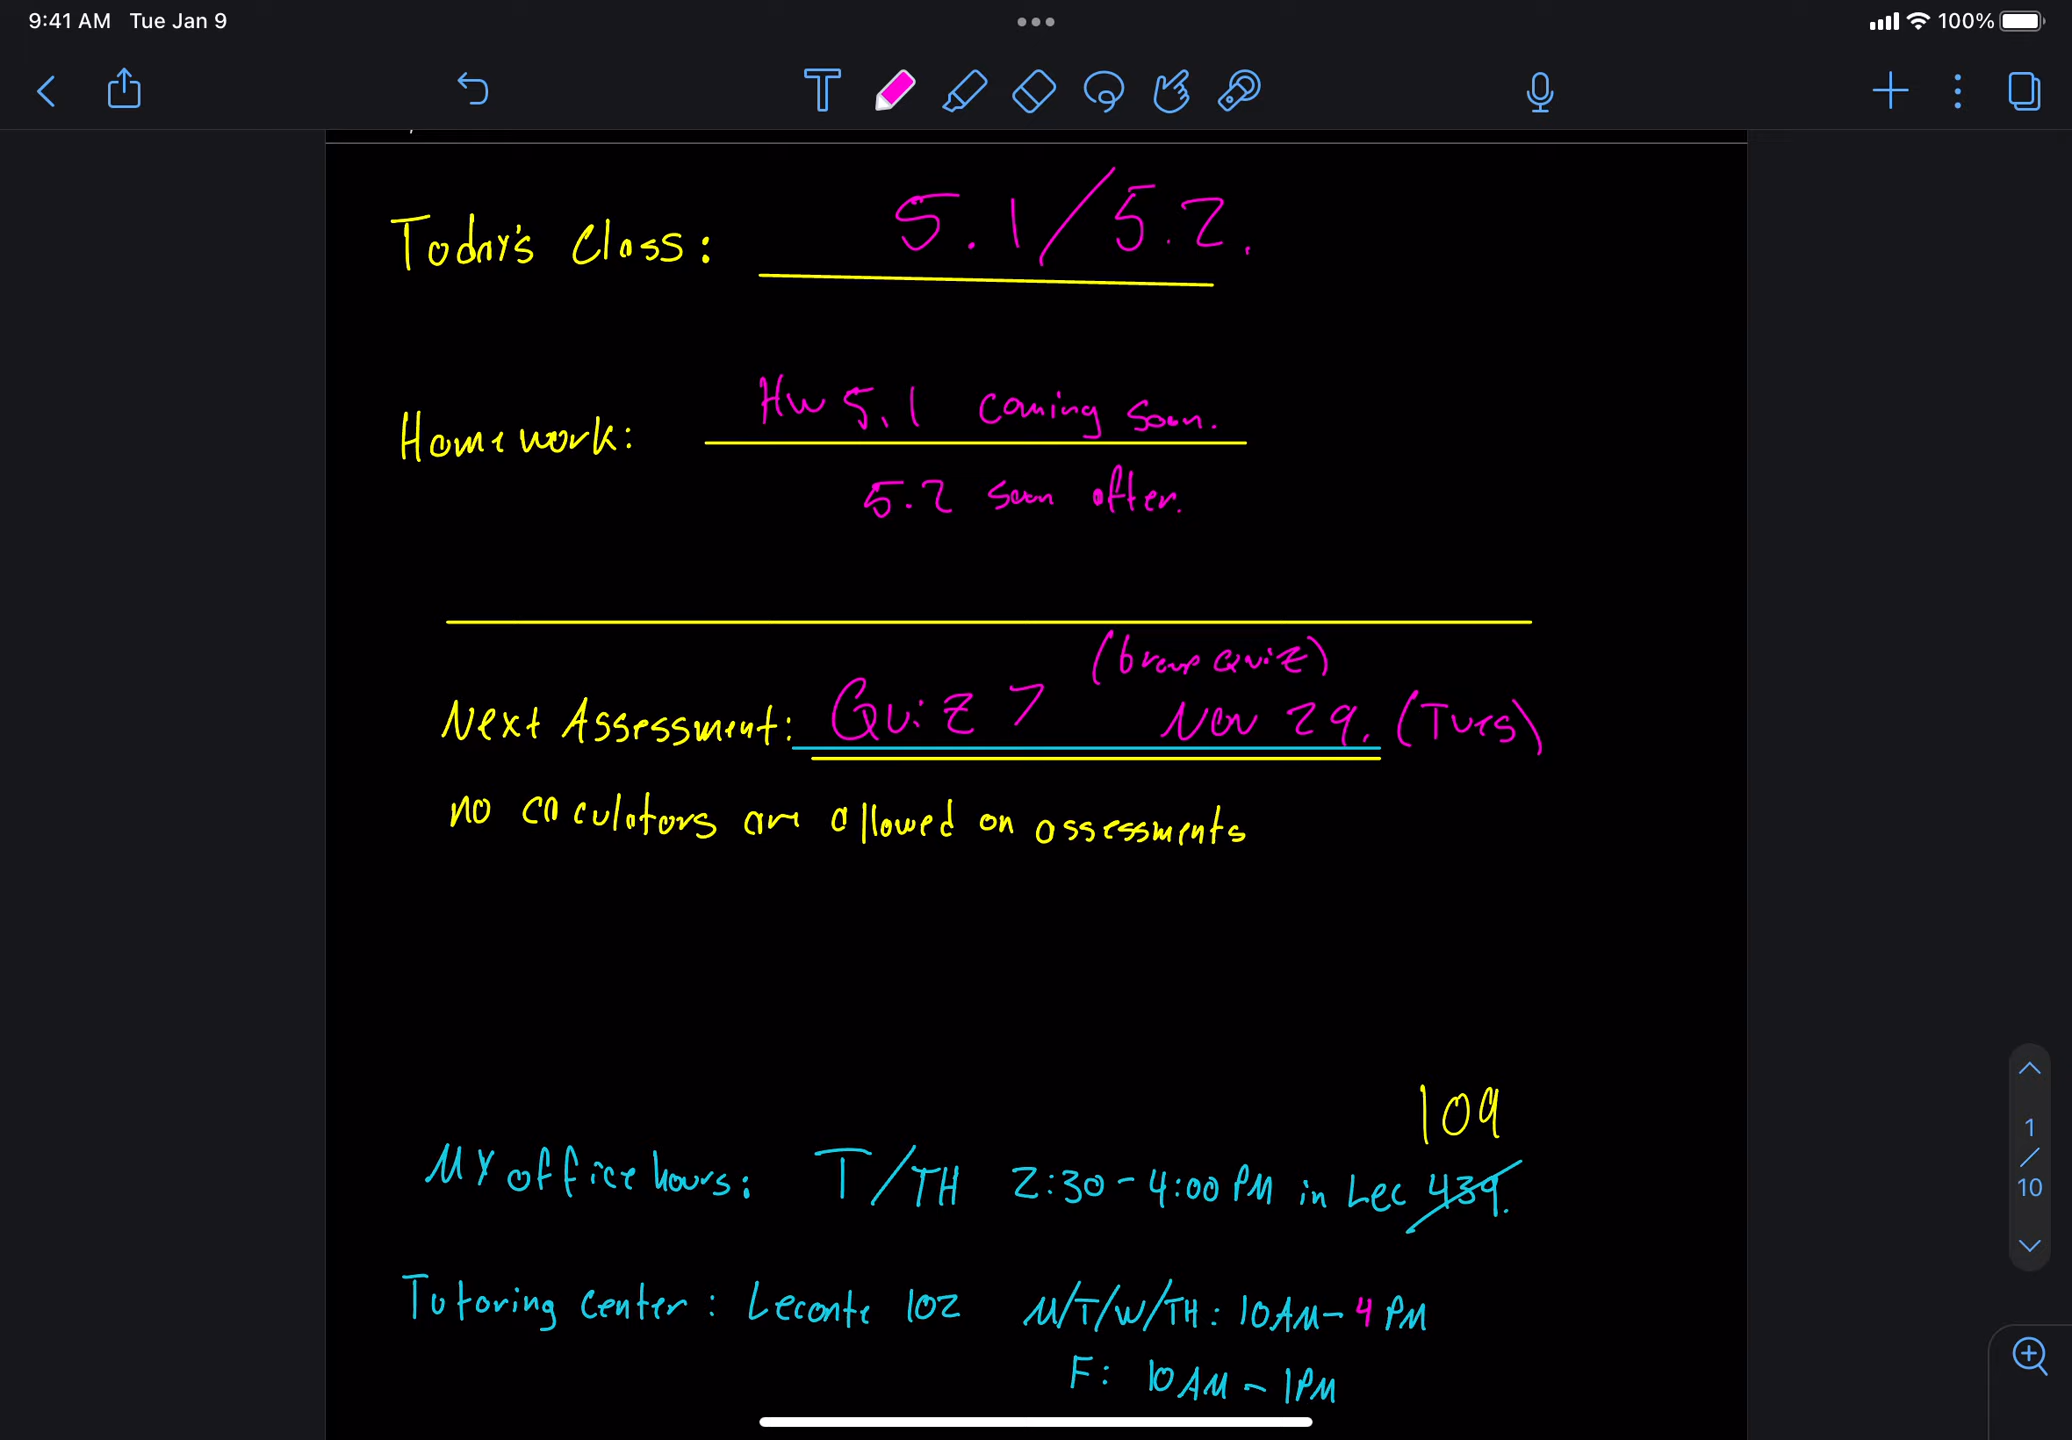 9:41 AM Tue Jan 9
100%
Today's Class: 5.1/5.2.
Homework: HW 5.1 coming soon.
5.2 soon after.
(Group Quiz)
Next Assessment: Quiz 7 Nov 29. (Tues)
no calculators are allowed on assessments
109
My office hours: T/TH 2:30-4:00 PM in Lec 439.
Tutoring center: Leconte 102 M/T/W/TH: 10AM-4 PM
F: 10AM - 1PM
1
/
10